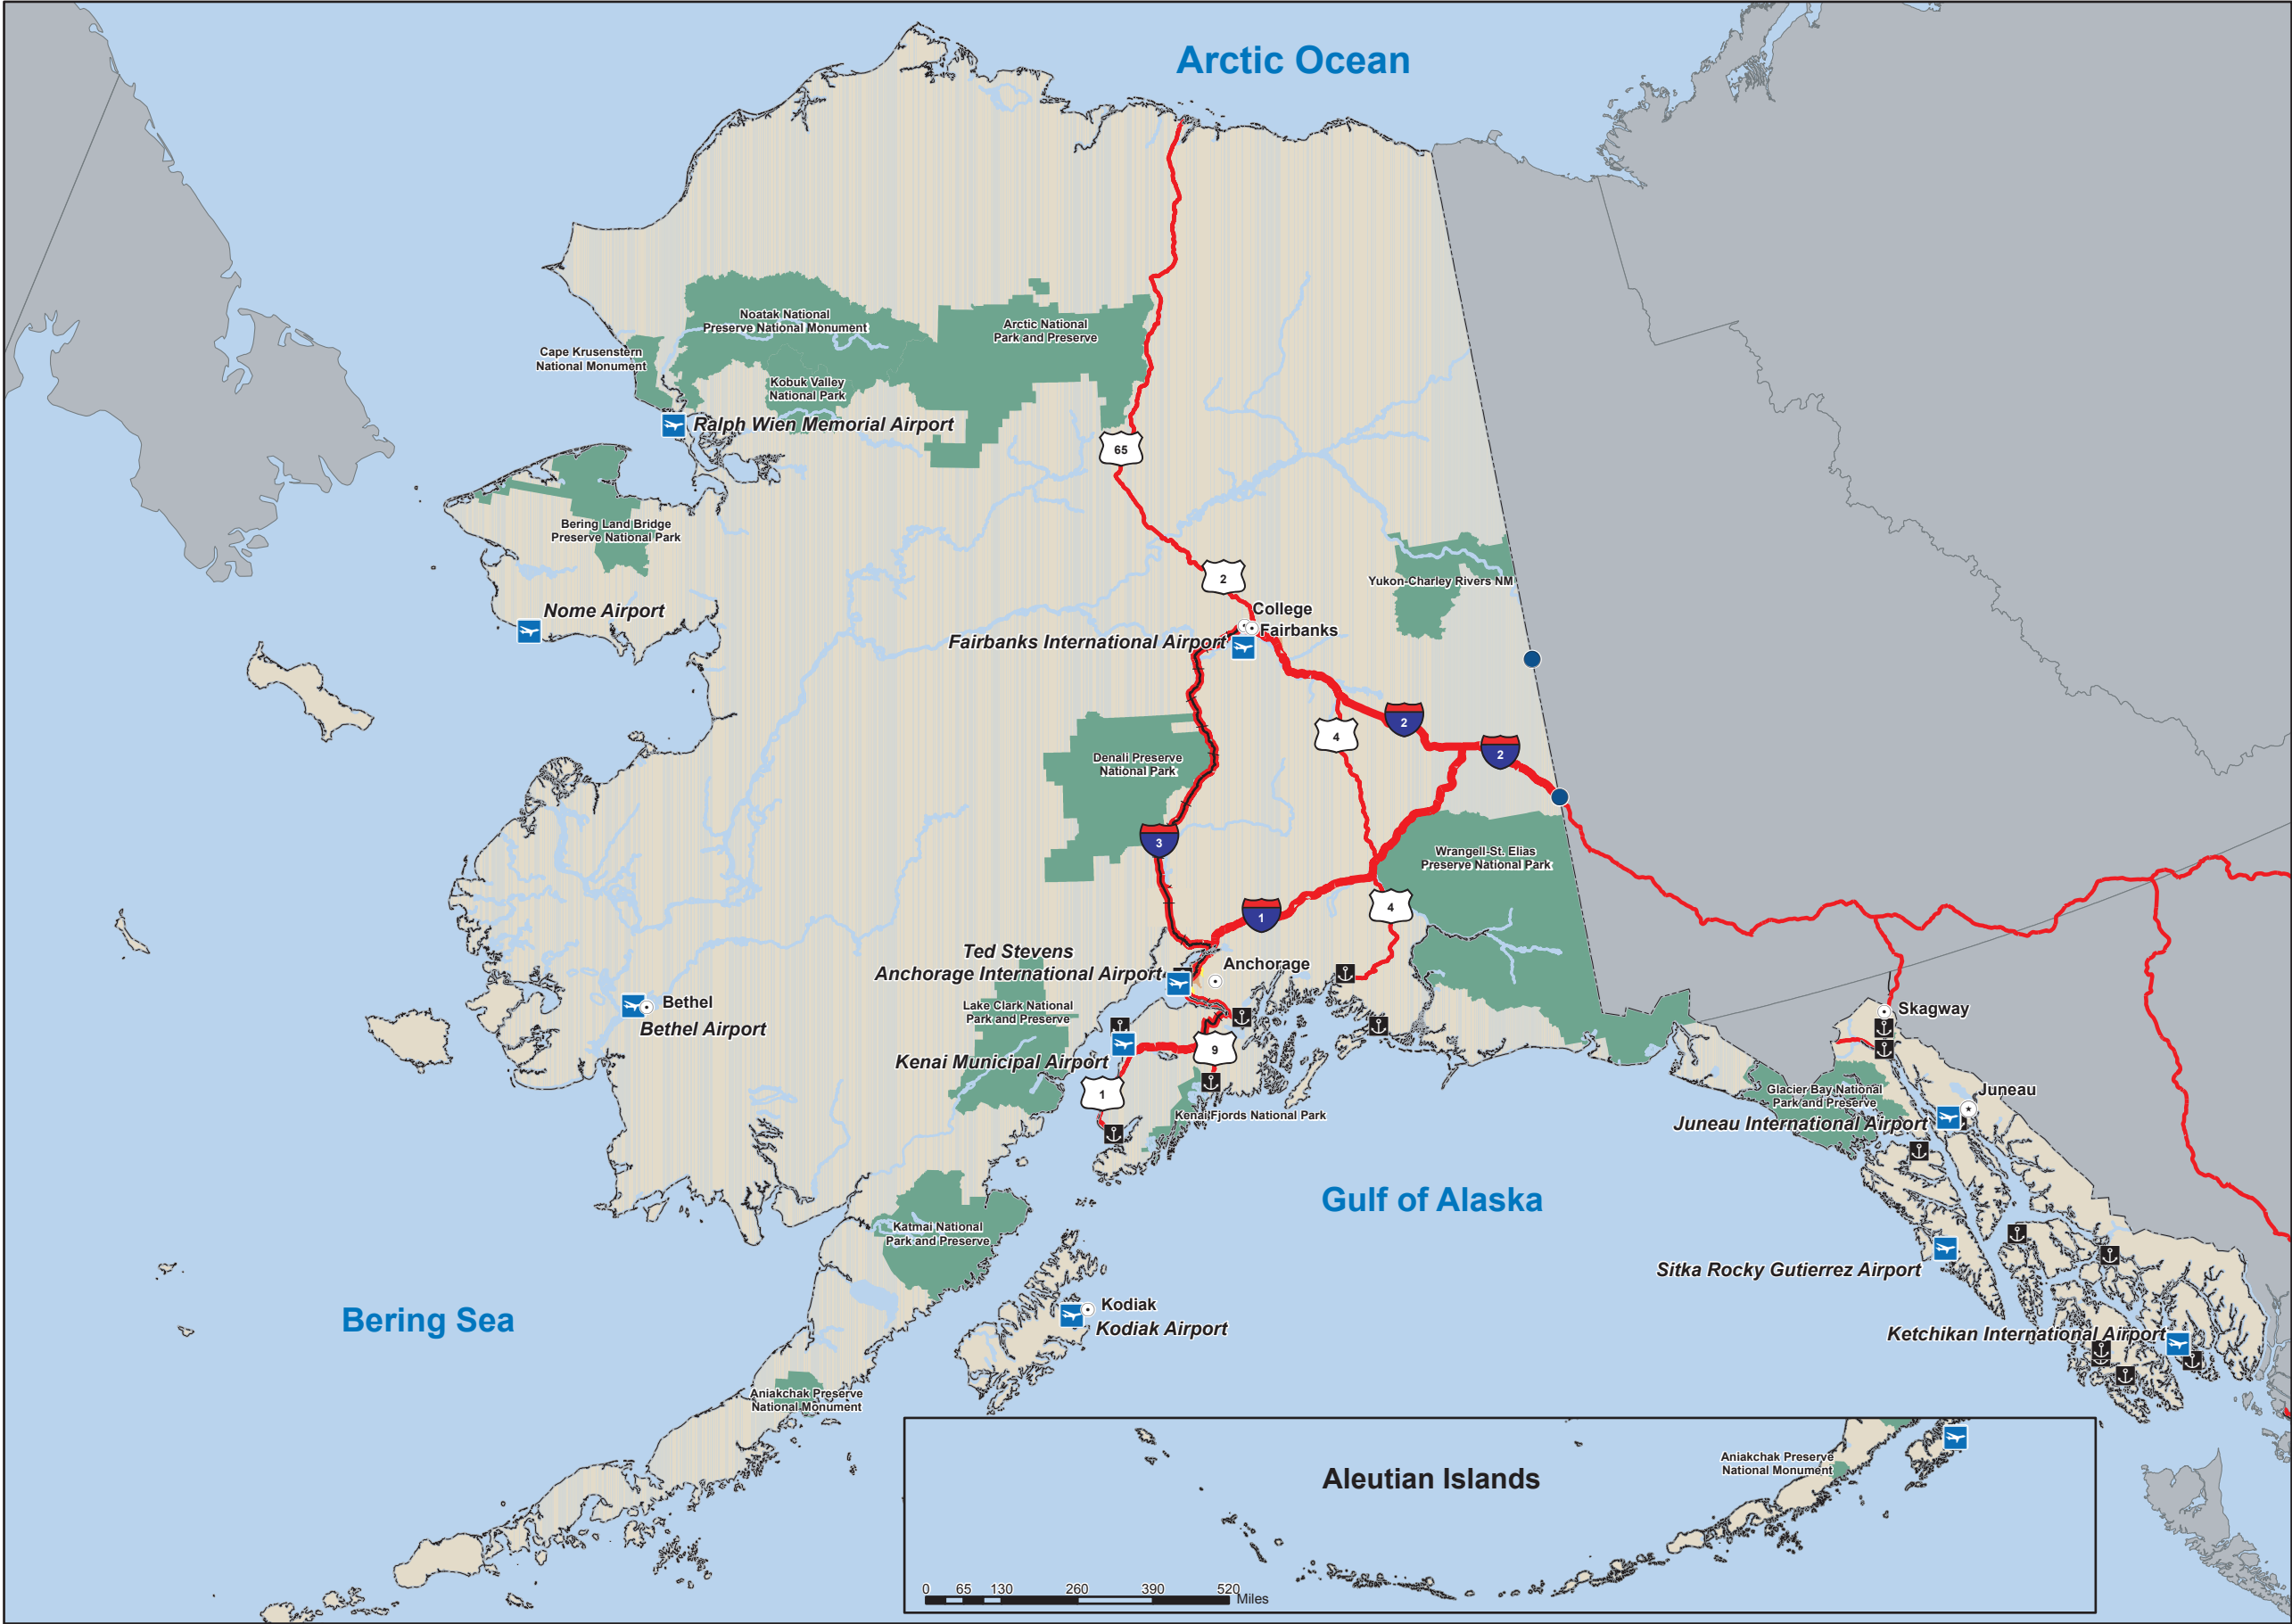 Arctic Ocean
Noatak National
Preserve National Monument
Arctic National
Park and Preserve
Cape Krusenstern
National Monument
Kobuk Valley
National Park
Ralph Wien Memorial Airport
65
Bering Land Bridge
Preserve National Park
2
Yukon-Charley Rivers NM
Nome Airport
College
Fairbanks
Fairbanks International Airport
2
4
2
Denali Preserve
National Park
3
Wrangell-St. Elias
Preserve National Park
4
1
Ted Stevens
Anchorage International Airport
Anchorage
Bethel
Bethel Airport
Lake Clark National
Park and Preserve
Skagway
9
Kenai Municipal Airport
1
Glacier Bay National
Park and Preserve
Juneau
Kenai Fjords National Park
Juneau International Airport
Gulf of Alaska
Katmai National
Park and Preserve
Sitka Rocky Gutierrez Airport
Bering Sea
Kodiak
Kodiak Airport
Ketchikan International Airport
Aniakchak Preserve
National Monument
Aniakchak Preserve
National Monument
Aleutian Islands
0 65 130 260 390 520
Miles